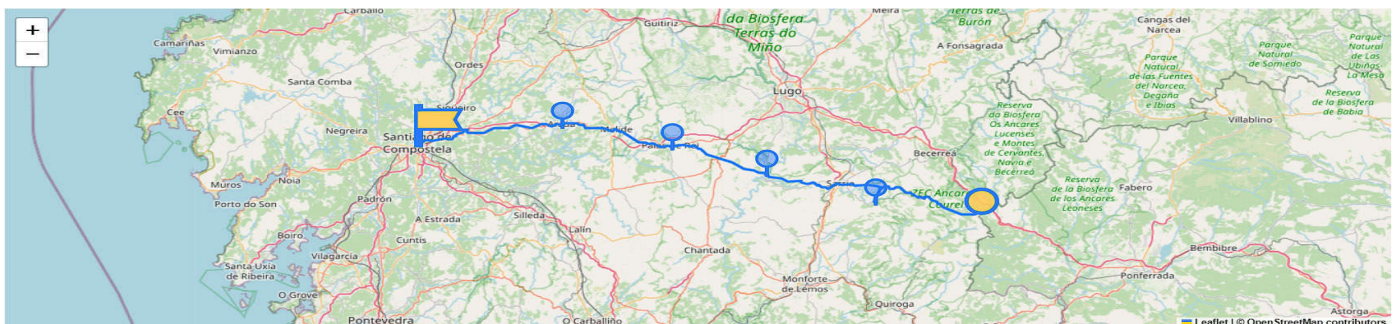 +
−
Carballo
Camariñas
Vimianzo
Santa Comba
Cee
Negreira
Ordes
Sigüeiro
Santiago de
Compostela
Muros
Noia
Porto do Son
Padrón
A Estrada
Boiro
Cuntis
Vilagarcía
Santa Uxía
de Ribeira
O Grove
Pontevedra
Silleda
Lalín
O Carballiño
Arzúa
Melide
Palas de Rei
Guitiriz
da Biosfera
Terras do
Miño
Lugo
Chantada
Monforte
de Lemos
Quiroga
Sarria
Meira
Terras de
Burón
A Fonsagrada
Becerreá
ZEC Ancares
Courel
Reserva
da Biosfera
Os Ancares
Lucenses
e Montes
de Cervantes,
Navia e
Becerreá
Reserva
de la Biosfera
de los Ancares
Leoneses
Fabero
Cangas del
Narcea
Parque
Natural
de las Fuentes
del Narcea,
Degaña
e Ibias
Parque
Natural
de Somiedo
Parque
Natural
de Las
Ubiñas
La Mesa
Reserva
de la Biosfera
de Babia
Villablino
Bembibre
Ponferrada
Astorga
Leaflet | © OpenStreetMap contributors